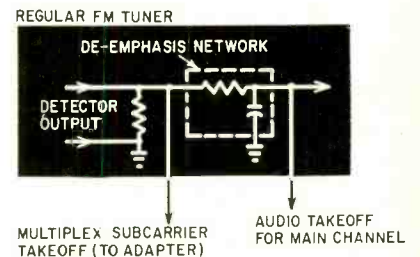 REGULAR FM TUNER
DE-EMPHASIS NETWORK
DETECTOR
OUTPUT
MULTIPLEX SUBCARRIER
TAKEOFF (TO ADAPTER)
AUDIO TAKEOFF
FOR MAIN CHANNEL